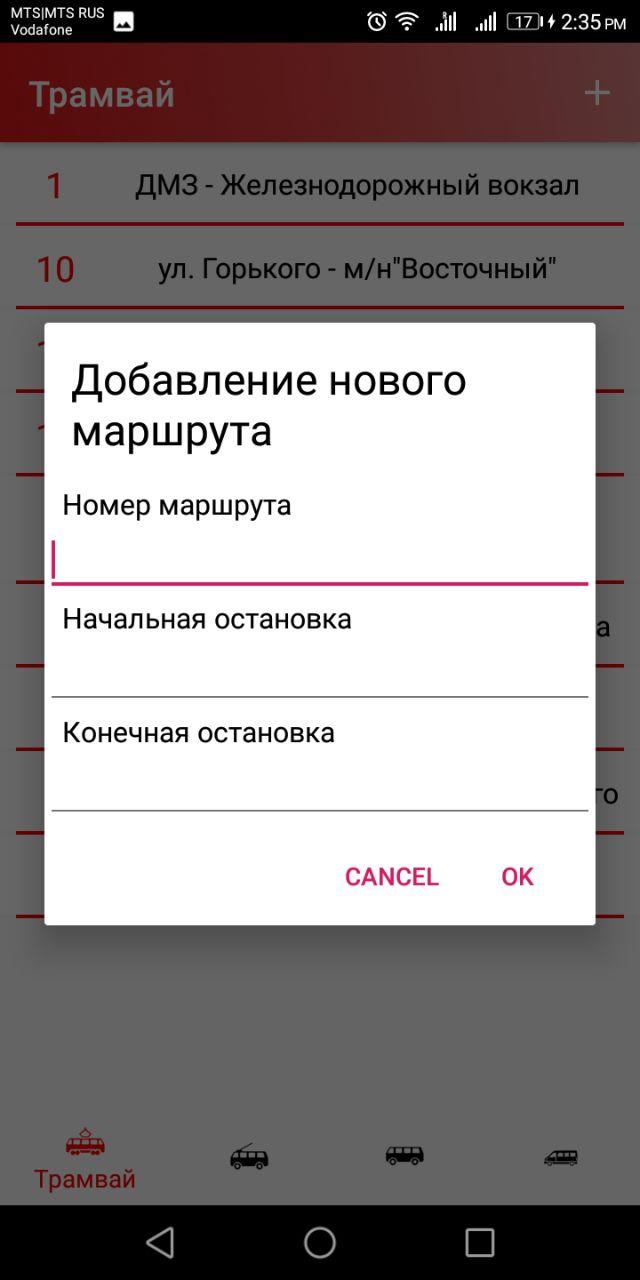 MTS|MTS RUS
Vodafone
17
2:35 PM
Трамвай
1 ДМЗ - Железнодорожный вокзал
10 ул. Горького - м/н"Восточный"
Добавление нового
маршрута
Номер маршрута
Начальная остановка
Конечная остановка
CANCEL OK
Трамвай